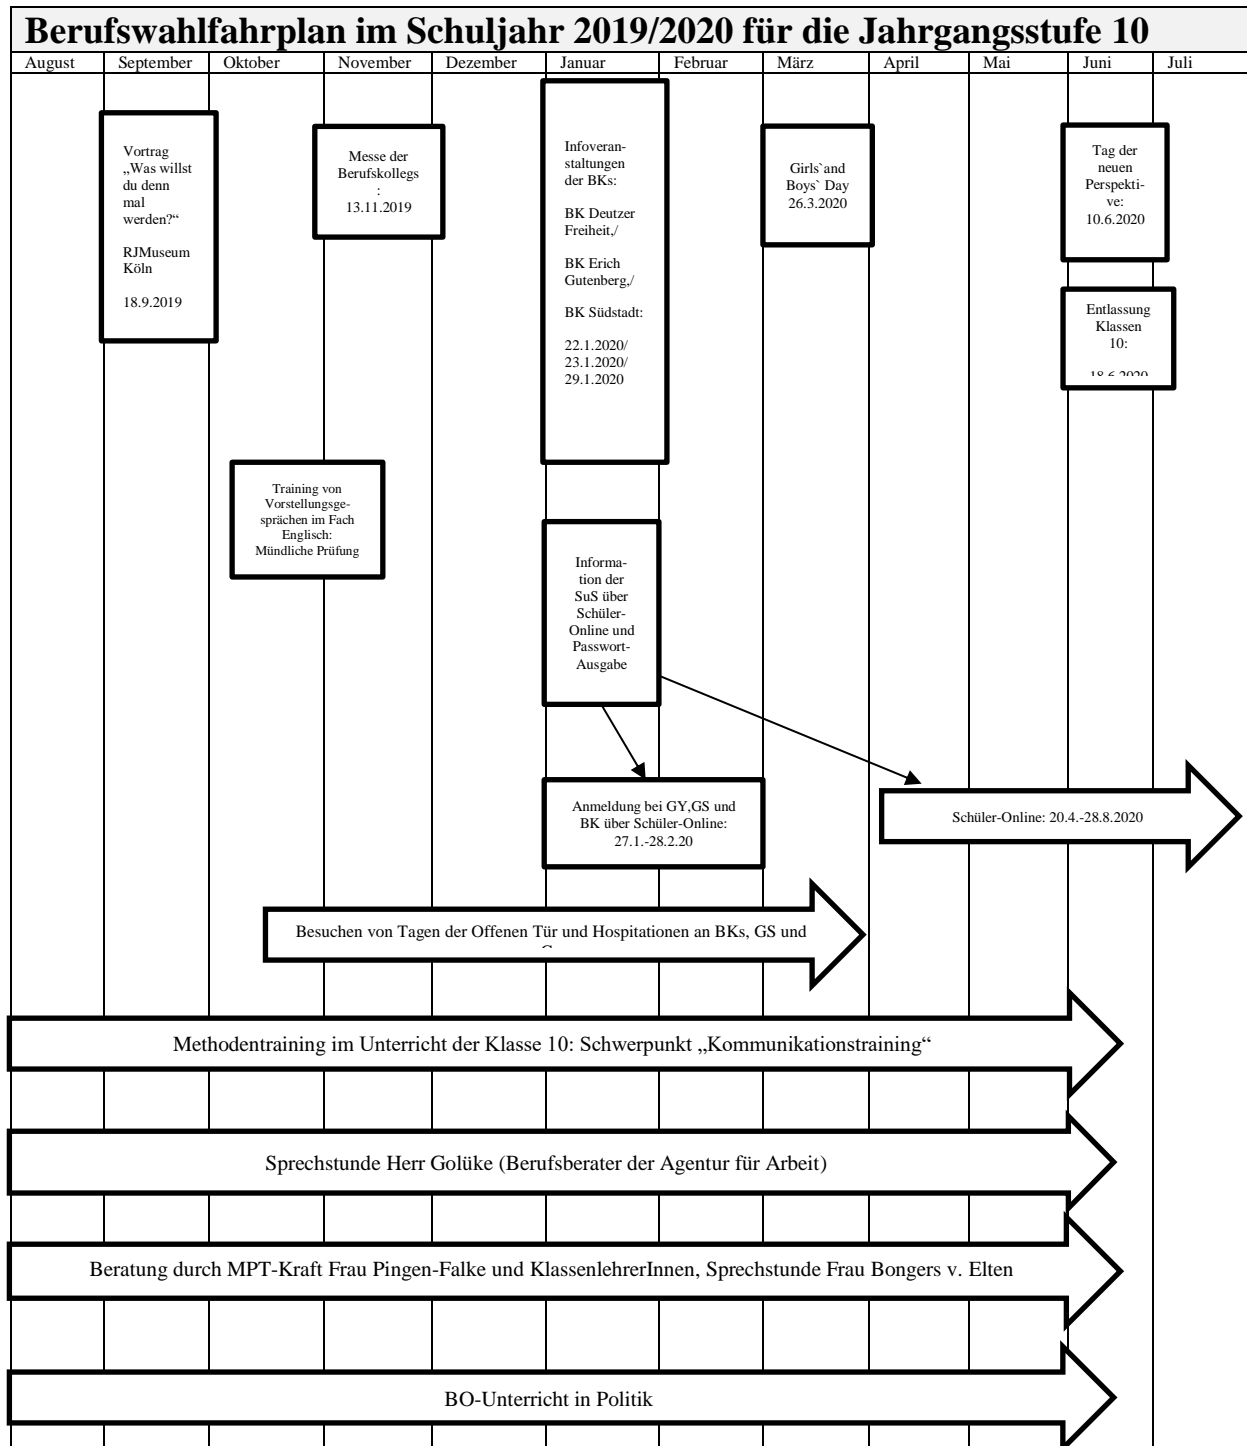 Berufswahlfahrplan im Schuljahr 2019/2020 für die Jahrgangsstufe 10
August September Oktober November Dezember Januar Februar März April Mai Juni Juli
Vortrag
„Was willst
du denn
mal
werden?“
RJMuseum
Köln
18.9.2019
Messe der
Berufskollegs
:
13.11.2019
Infoveran-
staltungen
der BKs:
BK Deutzer
Freiheit,/
BK Erich
Gutenberg,/
BK Südstadt:
22.1.2020/
23.1.2020/
29.1.2020
Girls`and
Boys` Day
26.3.2020
Tag der
neuen
Perspekti-
ve:
10.6.2020
Entlassung
Klassen
10:
18.6.2020
Training von
Vorstellungsge-
sprächen im Fach
Englisch:
Mündliche Prüfung
Informa-
tion der
SuS über
Schüler-
Online und
Passwort-
Ausgabe
Anmeldung bei GY,GS und
BK über Schüler-Online:
27.1.-28.2.20
Schüler-Online: 20.4.-28.8.2020
Besuchen von Tagen der Offenen Tür und Hospitationen an BKs, GS und
Methodentraining im Unterricht der Klasse 10: Schwerpunkt „Kommunikationstraining“
Sprechstunde Herr Golüke (Berufsberater der Agentur für Arbeit)
Beratung durch MPT-Kraft Frau Pingen-Falke und KlassenlehrerInnen, Sprechstunde Frau Bongers v. Elten
BO-Unterricht in Politik